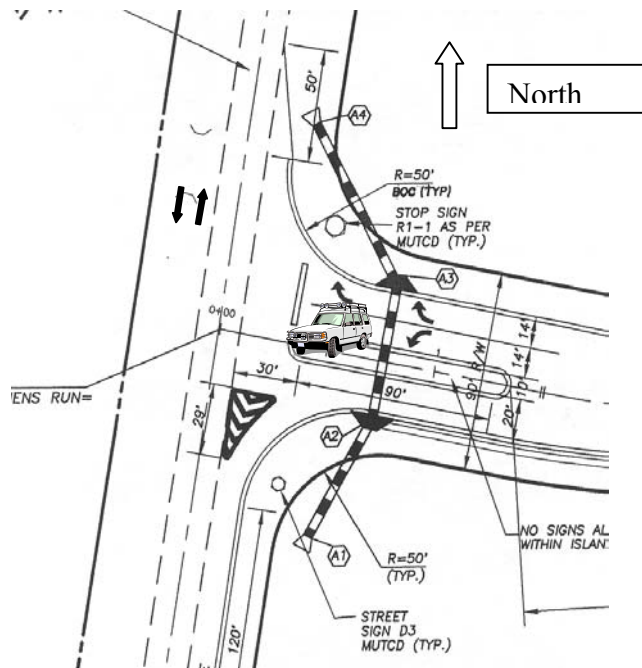 North
50'
A4
R=50'
BOC (TYP)
STOP SIGN
R1-1 AS PER
MUTCD (TYP.)
A3
0+00
14'
14'
10'
20'
30'
90'
90' R/W
29'
ENS RUN=
A2
NO SIGNS AL
WITHIN ISLAN
A1
R=50'
(TYP.)
120'
STREET
SIGN D3
MUTCD (TYP.)